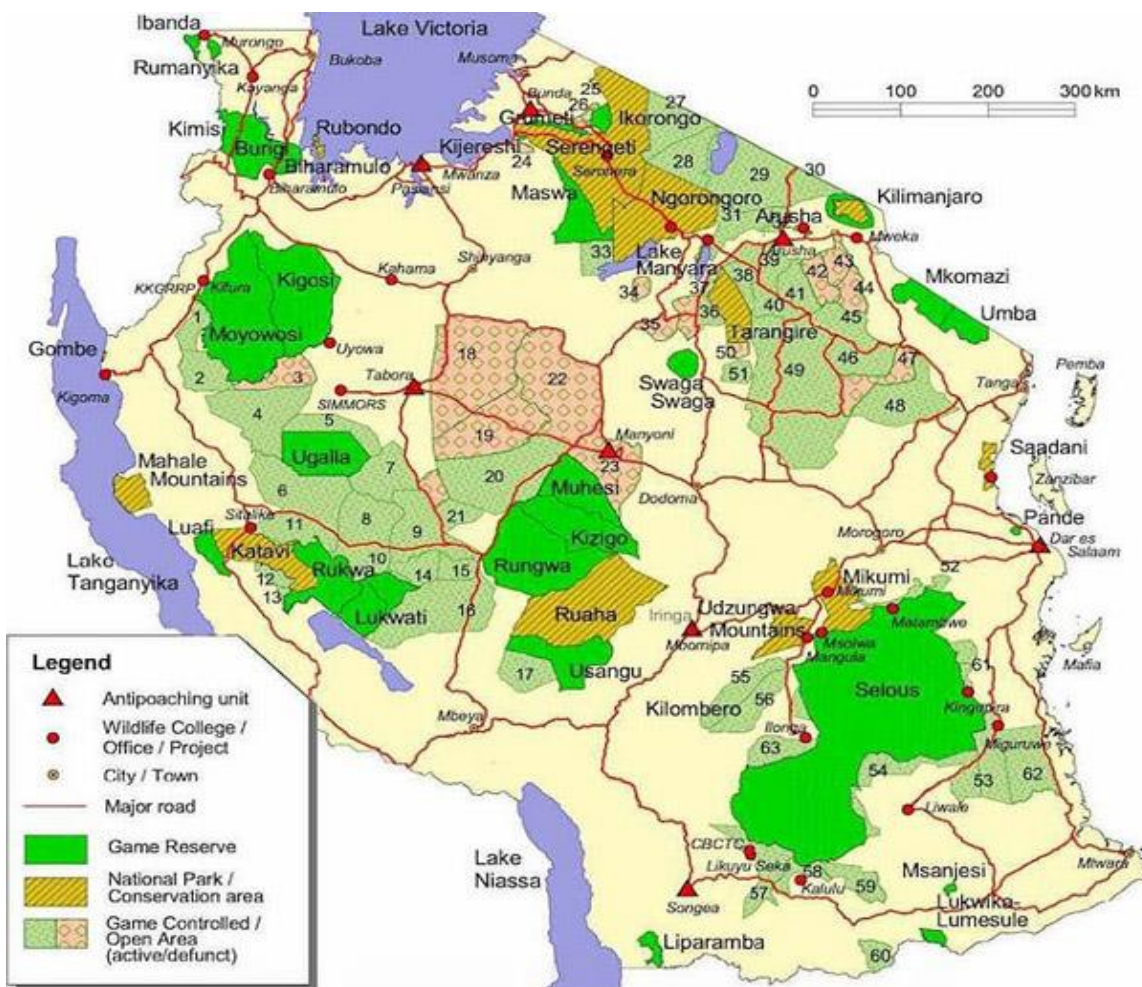 Ibanda
Lake Victoria
Murongo
Musoma
Rumanyika
Bukoba
Kayanga
Bunda
25
26
27
0 100 200 300 km
Grumeti
Ikorongo
Kimisi
Rubondo
Burigi
Kijereshi
Serengeti
28
30
Biharamulo
24
Seronera
29
Biharamulo
Mwanza
Pasiansi
Maswa
Ngorongoro
Kilimanjaro
31
Arusha
33
Arusha
Mweka
Lake
Manyara
Shinyanga
39
43
42
38
Mkomazi
Kahama
37
44
Kigosi
34
41
KKGRRP
Kifura
36
40
45
Umba
1
Moyowosi
35
Tarangire
Gombe
Uyowa
18
50
46
47
Pemba
2
3
22
51
49
Tanga
Tabora
Swaga
Swaga
Kigoma
SIMMORS
48
4
5
19
Manyoni
Saadani
Ugalla
7
23
Mahale
Mountains
20
Muhesi
Zanzibar
6
Dodoma
Pande
Sitalike
11
8
9
21
Luafi
Kizigo
Morogoro
Dar es
Salaam
Katavi
10
Rungwa
Lake
Tanganyika
12
Rukwa
14
15
52
13
Mikumi
Mikumi
Lukwati
16
Ruaha
Iringa
Udzungwa
Mountains
Matambwe
Msolwa
Mangula
Mafia
Legend
Usangu
61
17
55
Selous
Antipoaching unit
56
Kingupira
Kilombero
Wildlife College /
Office / Project
Mbeya
Ilonga
Miguruwe
63
City / Town
54
53
62
Major road
Liwale
Game Reserve
CBCTC
Lake
Niassa
Likuyu Seka
Msanjesi
Mtwara
National Park /
Conservation area
58
Kalulu
59
57
Lukwika-
Lumesule
Songea
Game Controlled /
Open Area
(active/defunct)
Liparamba
60